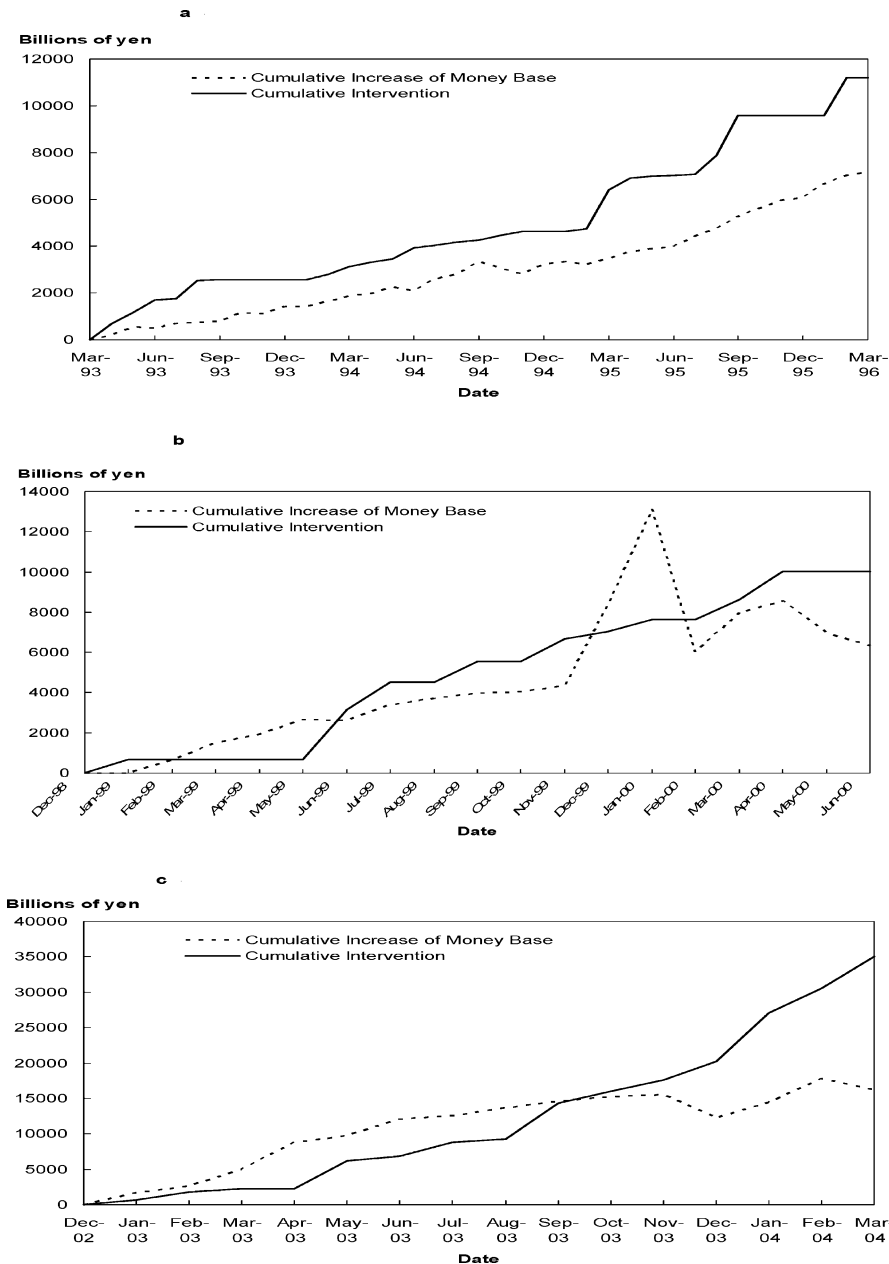 a
Billions of yen
12000
10000
8000
6000
4000
2000
0
Cumulative Increase of Money Base
Cumulative Intervention
Mar-93 Jun-93 Sep-93 Dec-93 Mar-94 Jun-94 Sep-94 Dec-94 Mar-95 Jun-95 Sep-95 Dec-95 Mar-96
Date
b
Billions of yen
14000
12000
10000
8000
6000
4000
2000
0
Cumulative Increase of Money Base
Cumulative Intervention
Dec-98 Jan-99 Feb-99 Mar-99 Apr-99 May-99 Jun-99 Jul-99 Aug-99 Sep-99 Oct-99 Nov-99 Dec-99 Jan-00 Feb-00 Mar-00 Apr-00 May-00 Jun-00
Date
c
Billions of yen
40000
35000
30000
25000
20000
15000
10000
5000
0
Cumulative Increase of Money Base
Cumulative Intervention
Dec-02 Jan-03 Feb-03 Mar-03 Apr-03 May-03 Jun-03 Jul-03 Aug-03 Sep-03 Oct-03 Nov-03 Dec-03 Jan-04 Feb-04 Mar-04
Date